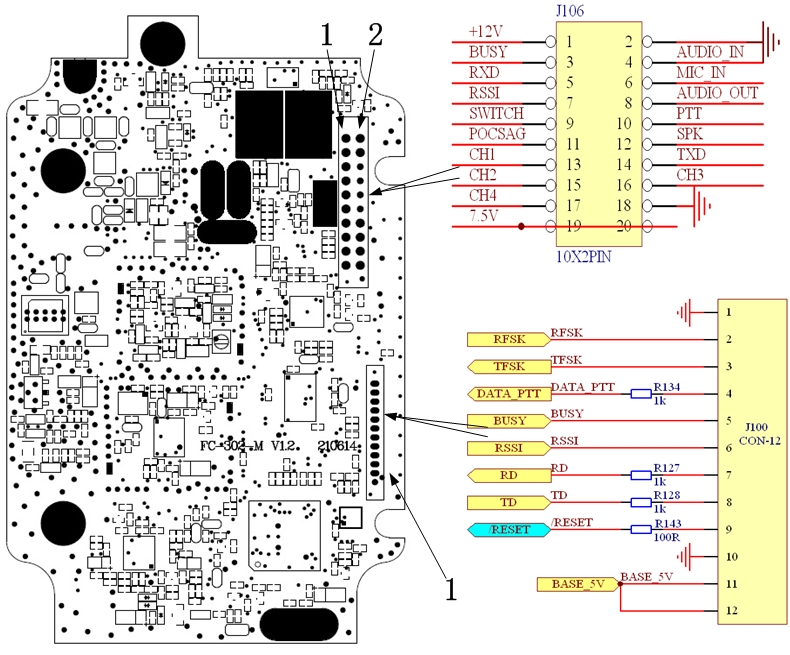 1 2
FC-302-M V1.2 210614
1
J106
+12V 1 2
BUSY 3 4 AUDIO_IN
RXD 5 6 MIC_IN
RSSI 7 8 AUDIO_OUT
SWITCH 9 10 PTT
POCSAG 11 12 SPK
CH1 13 14 TXD
CH2 15 16 CH3
CH4 17 18
7.5V 19 20
10X2PIN
1
RFSK RFSK 2
TFSK TFSK 3
DATA_PTT DATA_PTT R134 1k 4
BUSY BUSY 5
RSSI RSSI 6
RD RD R127 1k 7
TD TD R128 1k 8
/RESET /RESET R143 100R 9
10
BASE_5V BASE_5V 11
12
J100
CON-12